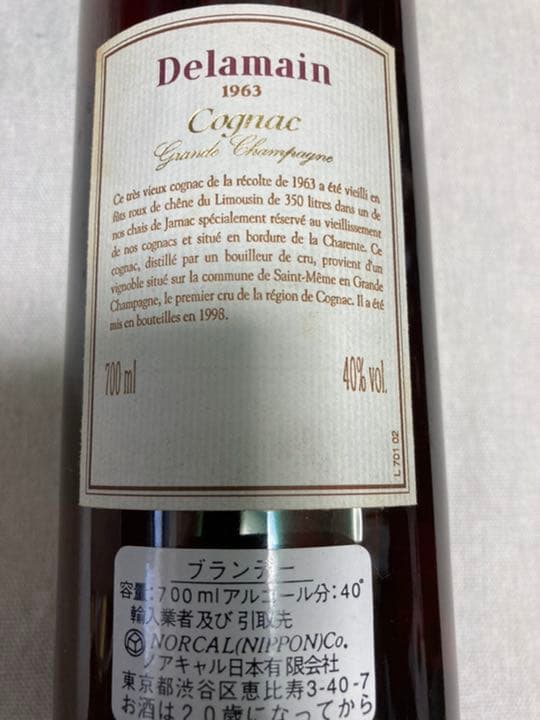 Delamain
1963
Cognac
Grande Champagne
Ce très vieux cognac de la récolte de 1963 a été vieilli en
fûts roux de chêne du Limousin de 350 litres dans un de
nos chais de Jarnac spécialement réservé au vieillissement
de nos cognacs et situé en bordure de la Charente. Ce
cognac, distillé par un bouilleur de cru, provient d'un
vignoble situé sur la commune de Saint-Même en Grande
Champagne, le premier cru de la région de Cognac. Il a été
mis en bouteilles en 1998.
700 ml
40% vol.
L 701 02
ブランデー
容量:700mlアルコール分:40°
輸入業者及び引取先
NORCAL(NIPPON)Co.
ノアキャル日本有限会社
東京都渋谷区恵比寿3-40-7
お酒は20歳になってから